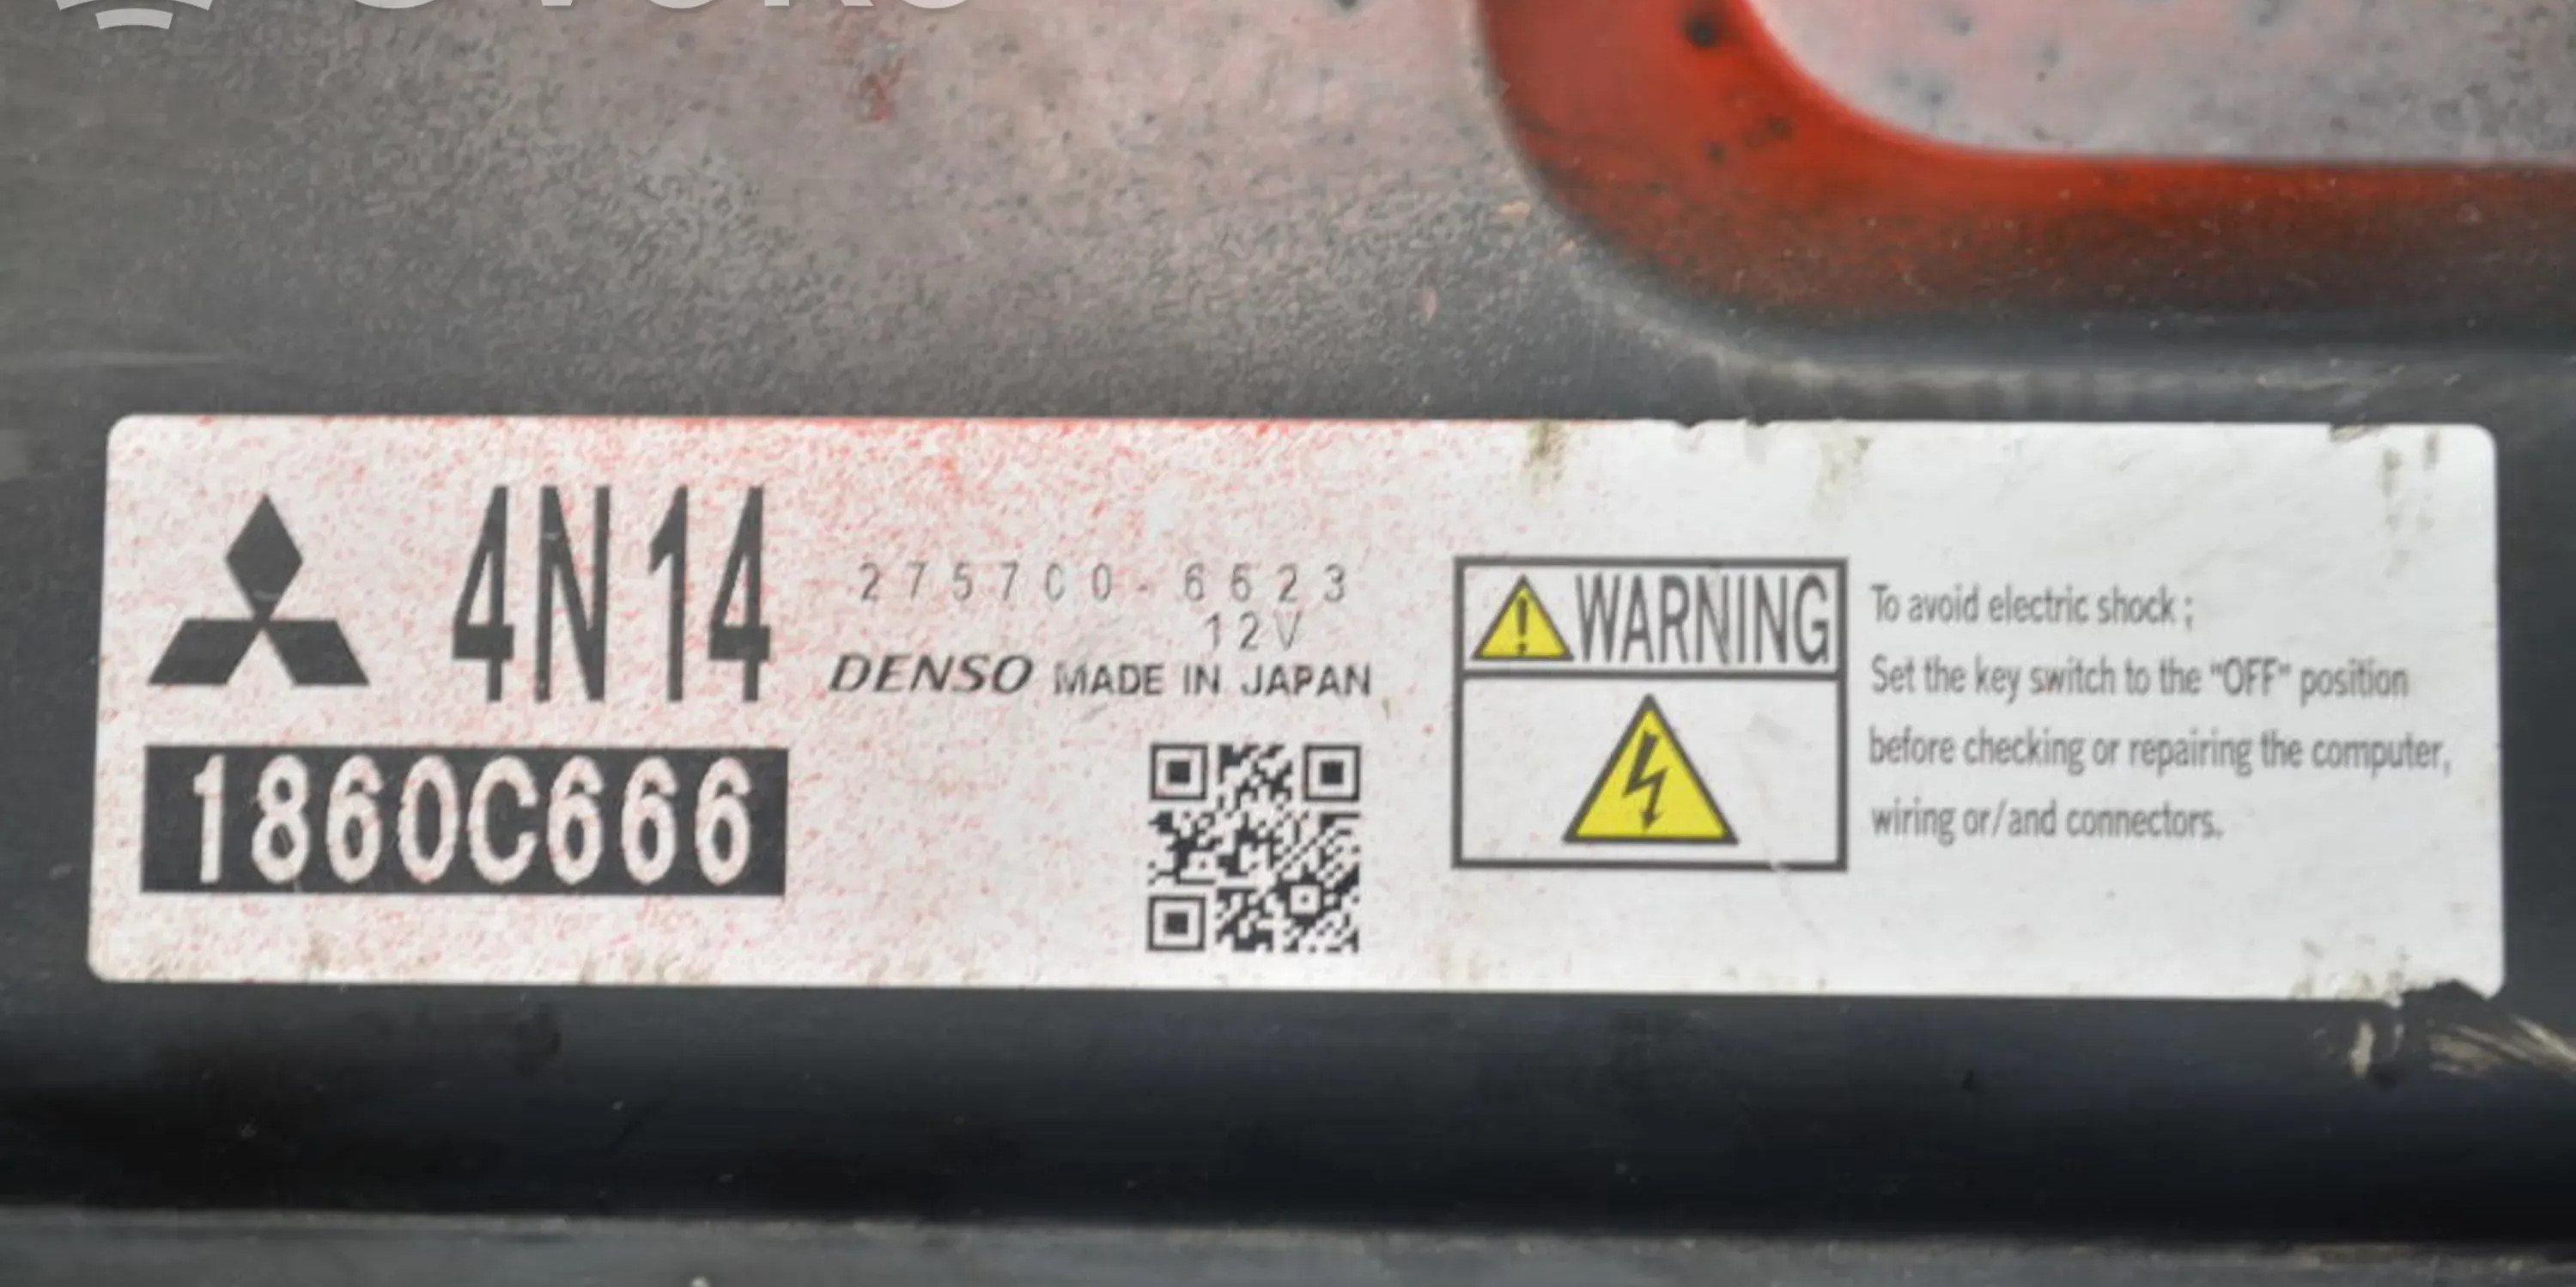 4N14
1860C666
275700-6623
12V
DENSO MADE IN JAPAN
WARNING
To avoid electric shock ;
Set the key switch to the "OFF" position
before checking or repairing the computer,
wiring or/and connectors.